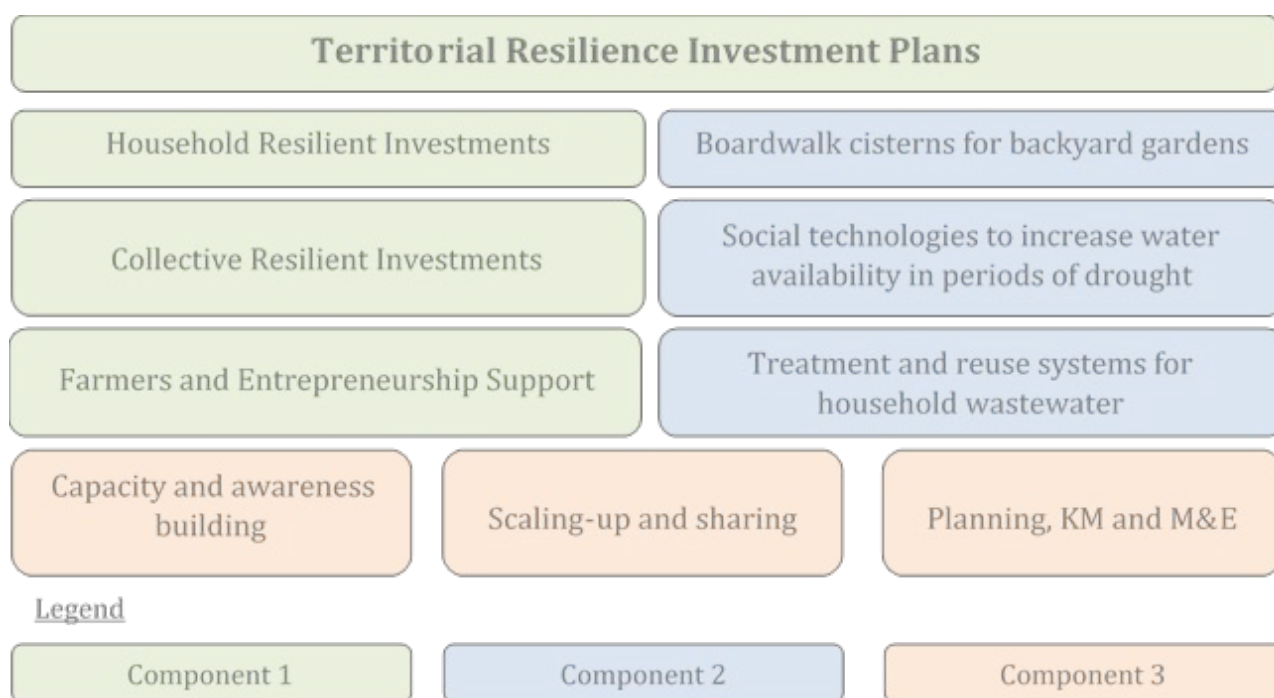 Territorial Resilience Investment Plans
Household Resilient Investments
Boardwalk cisterns for backyard gardens
Collective Resilient Investments
Social technologies to increase water
availability in periods of drought
Farmers and Entrepreneurship Support
Treatment and reuse systems for
household wastewater
Capacity and awareness
building
Scaling-up and sharing
Planning, KM and M&E
Legend
Component 1
Component 2
Component 3